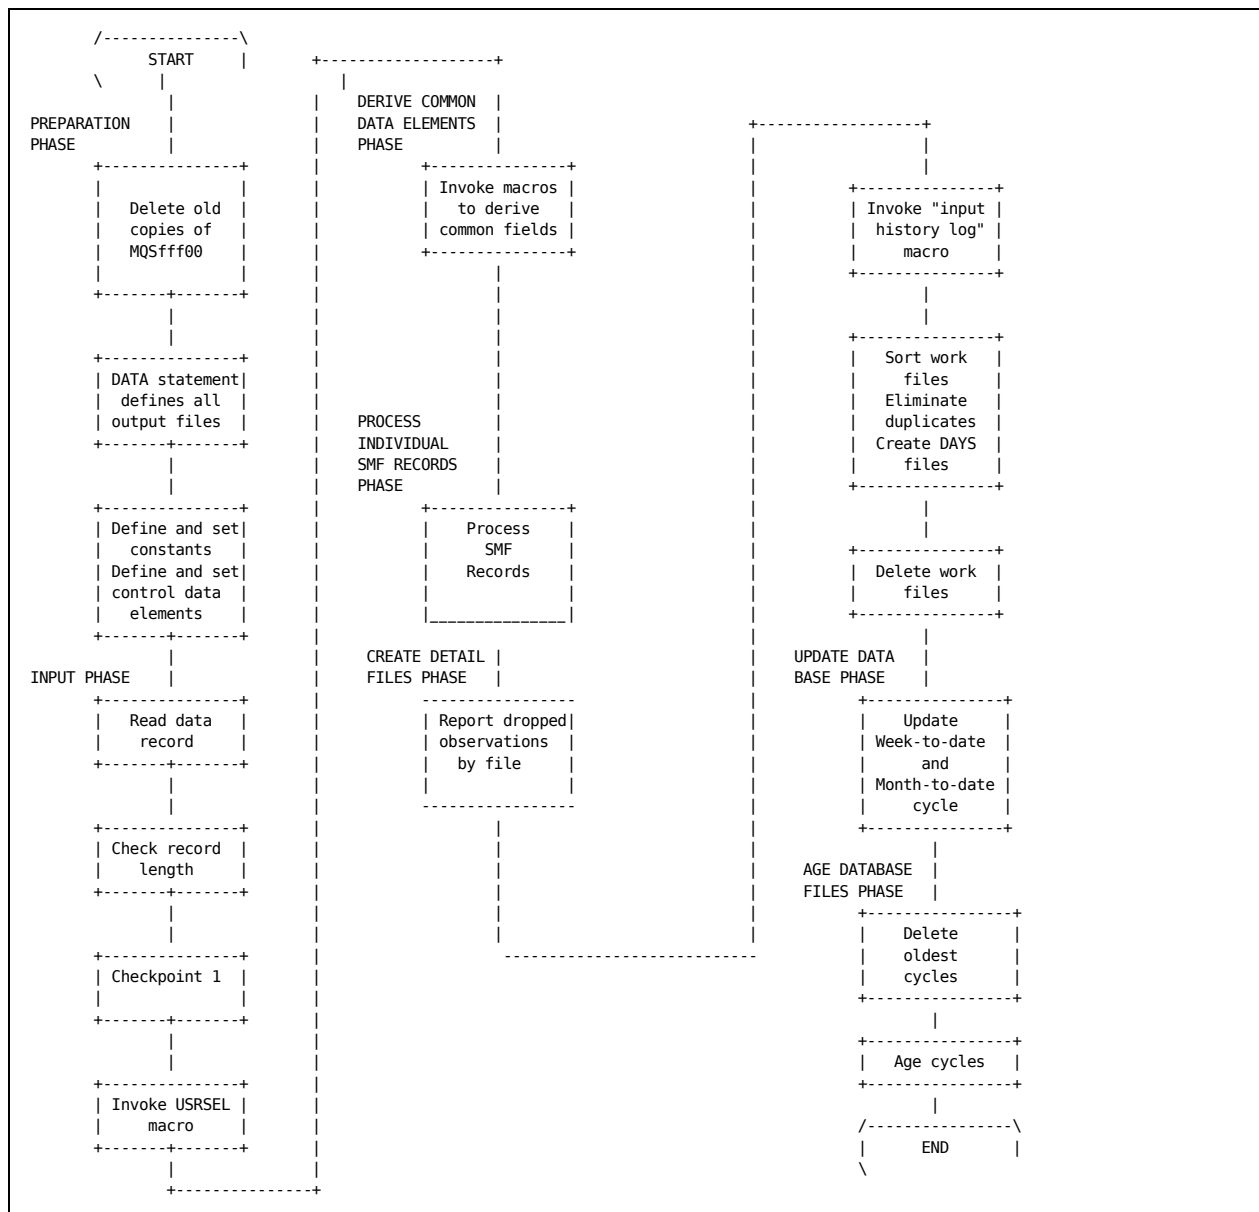 START
PREPARATION
PHASE
Delete old
copies of
MQSfff00
DATA statement
defines all
output files
Define and set
constants
Define and set
control data
elements
INPUT PHASE
Read data
record
Check record
length
Checkpoint 1
Invoke USRSEL
macro
DERIVE COMMON
DATA ELEMENTS
PHASE
Invoke macros
to derive
common fields
PROCESS
INDIVIDUAL
SMF RECORDS
PHASE
Process
SMF
Records
CREATE DETAIL
FILES PHASE
Report dropped
observations
by file
Invoke "input
history log"
macro
Sort work
files
Eliminate
duplicates
Create DAYS
files
Delete work
files
UPDATE DATA
BASE PHASE
Update
Week-to-date
and
Month-to-date
cycle
AGE DATABASE
FILES PHASE
Delete
oldest
cycles
Age cycles
END